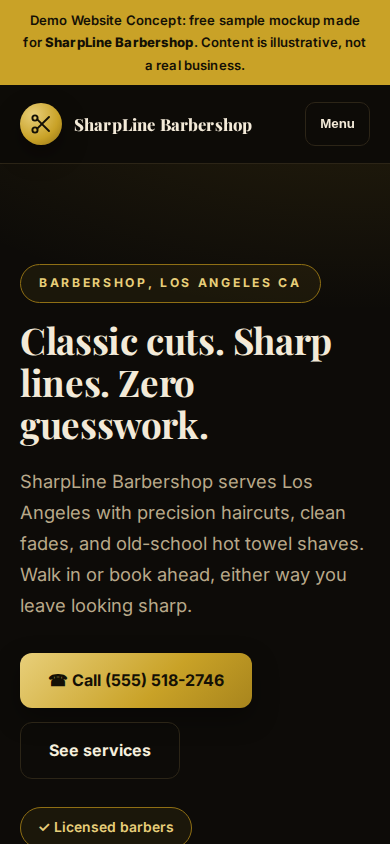 Demo Website Concept: free sample mockup made
for SharpLine Barbershop. Content is illustrative, not
a real business.
SharpLine Barbershop
Menu
BARBERSHOP, LOS ANGELES CA
Classic cuts. Sharp
lines. Zero
guesswork.
SharpLine Barbershop serves Los
Angeles with precision haircuts, clean
fades, and old-school hot towel shaves.
Walk in or book ahead, either way you
leave looking sharp.
☎ Call (555) 518-2746
See services
✓ Licensed barbers